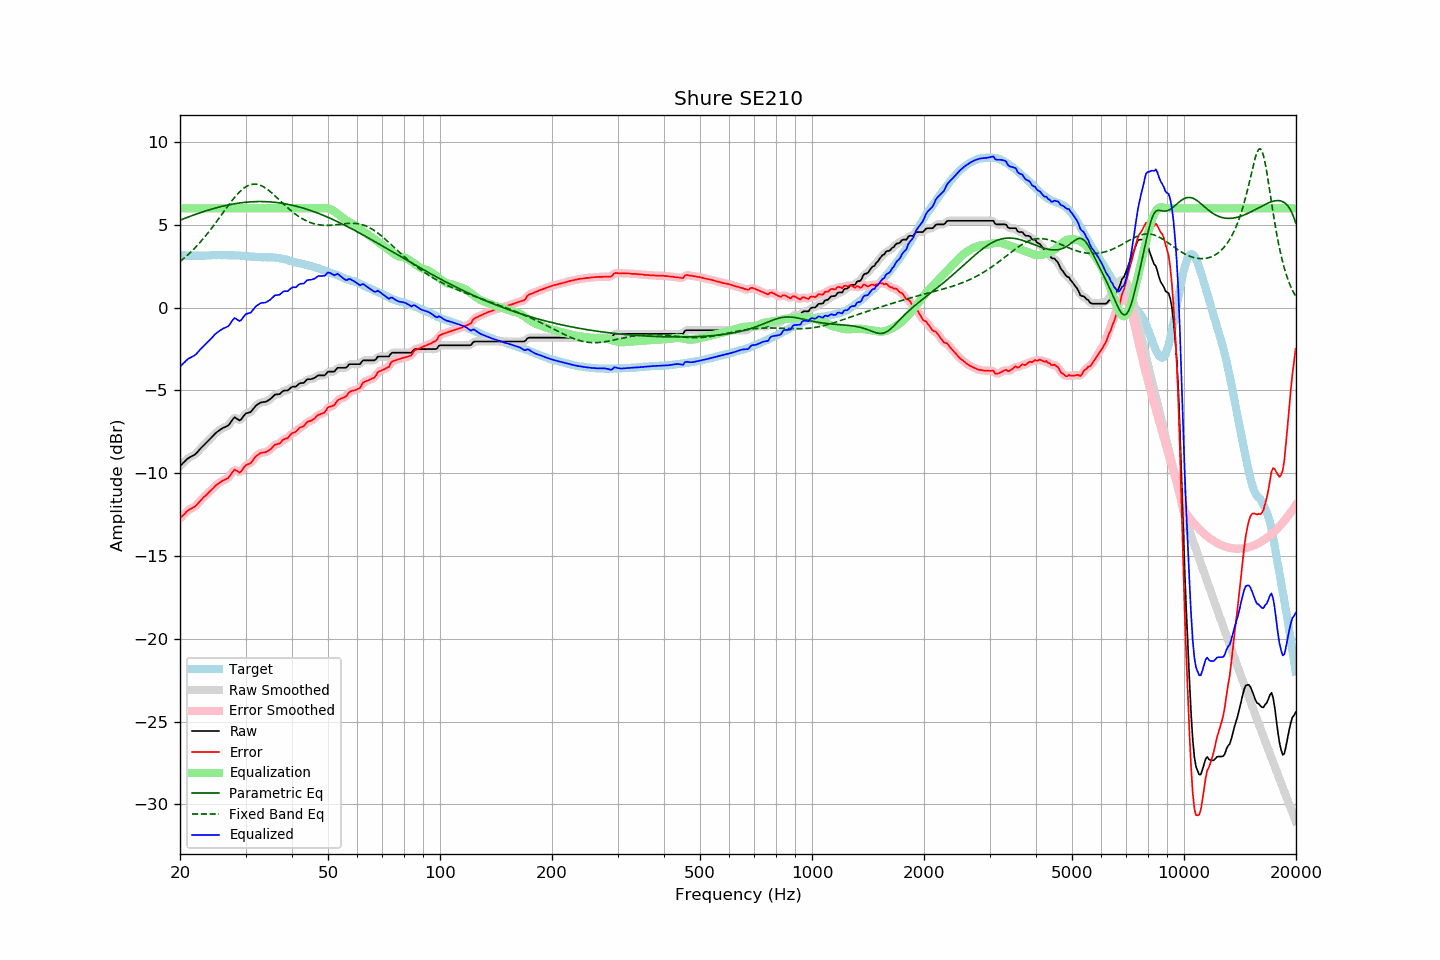 Shure SE210
10
5
0
−5
−10
−15
−20
−25
−30
Amplitude (dBr)
Target
Raw Smoothed
Error Smoothed
Raw
Error
Equalization
Parametric Eq
Fixed Band Eq
Equalized
20 50 100 200 500 1000 2000 5000 10000 20000
Frequency (Hz)